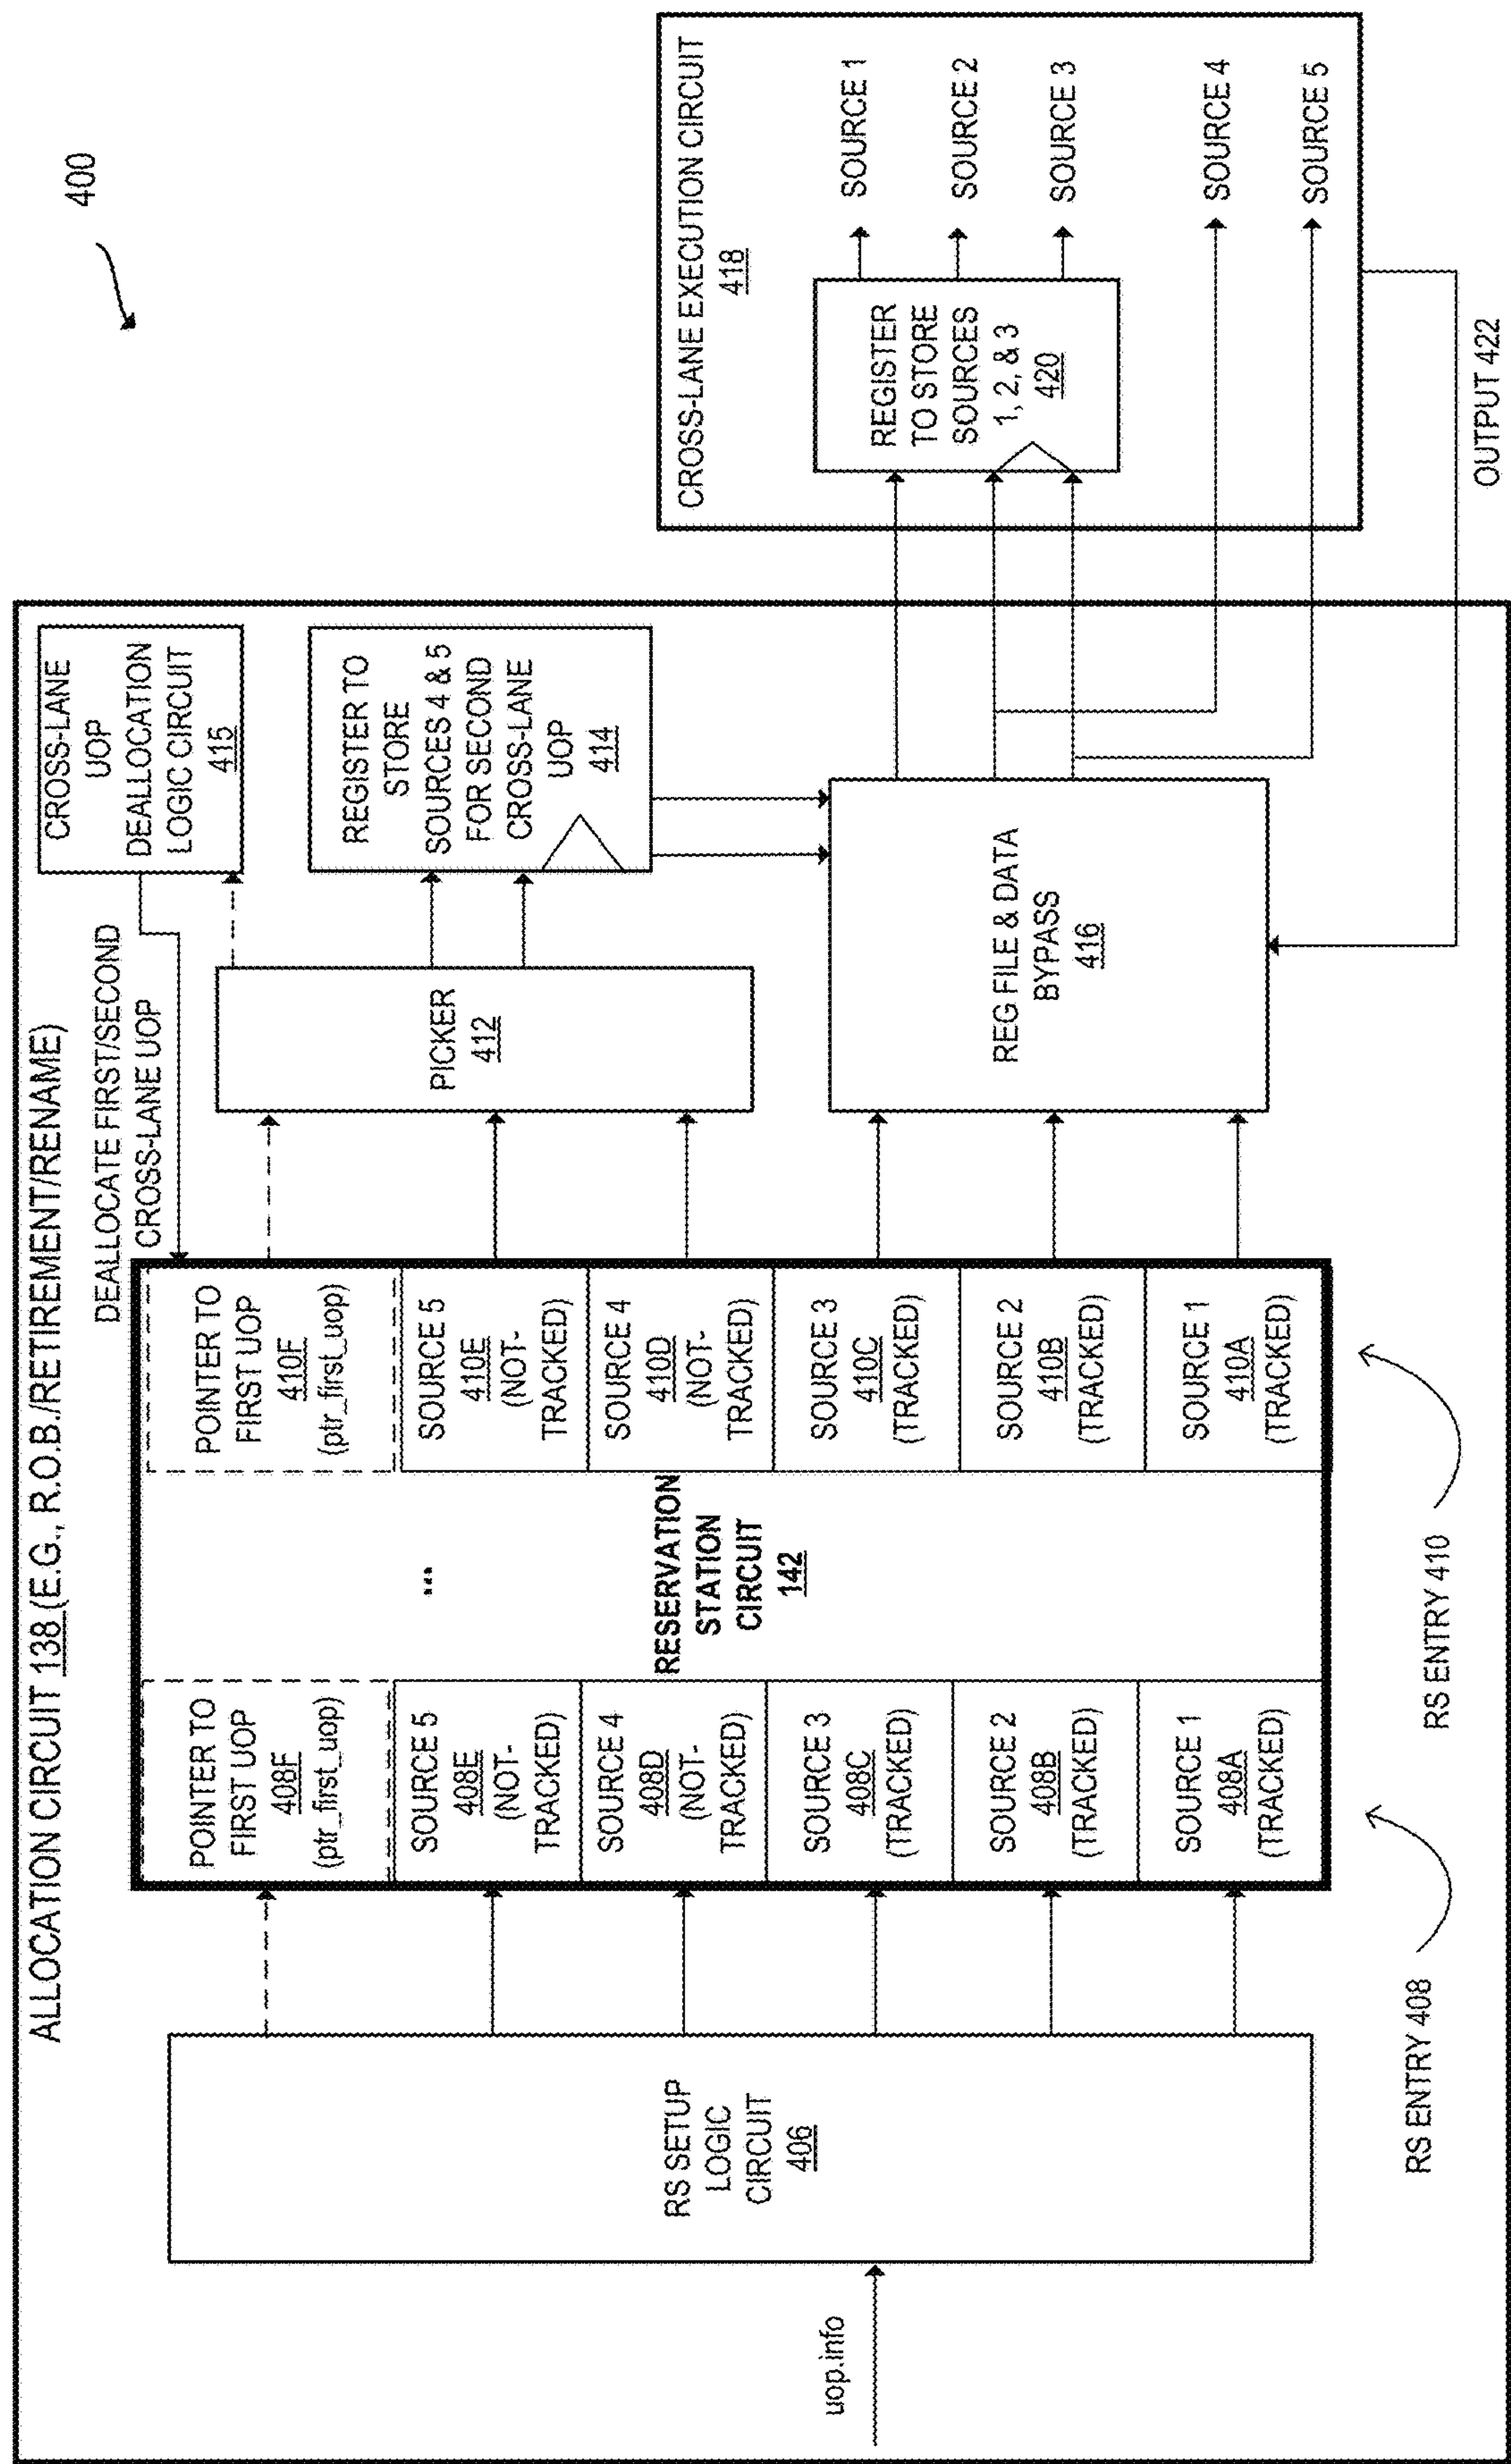 400
ALLOCATION CIRCUIT 138 (E.G., R.O.B./RETIREMENT/RENAME)
uop.info
RS SETUP
LOGIC
CIRCUIT
406
POINTER TO
FIRST UOP
408F
(ptr_first_uop)
SOURCE 5
408E
(NOT-
TRACKED)
SOURCE 4
408D
(NOT-
TRACKED)
SOURCE 3
408C
(TRACKED)
SOURCE 2
408B
(TRACKED)
SOURCE 1
408A
(TRACKED)
RS ENTRY 408
...
RESERVATION
STATION
CIRCUIT
142
POINTER TO
FIRST UOP
410F
(ptr_first_uop)
SOURCE 5
410E
(NOT-
TRACKED)
SOURCE 4
410D
(NOT-
TRACKED)
SOURCE 3
410C
(TRACKED)
SOURCE 2
410B
(TRACKED)
SOURCE 1
410A
(TRACKED)
RS ENTRY 410
DEALLOCATE FIRST/SECOND
CROSS-LANE UOP
PICKER
412
CROSS-LANE
UOP
DEALLOCATION
LOGIC CIRCUIT
415
REGISTER TO
STORE
SOURCES 4 & 5
FOR SECOND
CROSS-LANE
UOP
414
REG FILE & DATA
BYPASS
416
CROSS-LANE EXECUTION CIRCUIT
418
REGISTER
TO STORE
SOURCES
1, 2, & 3
420
SOURCE 1
SOURCE 2
SOURCE 3
SOURCE 4
SOURCE 5
OUTPUT 422